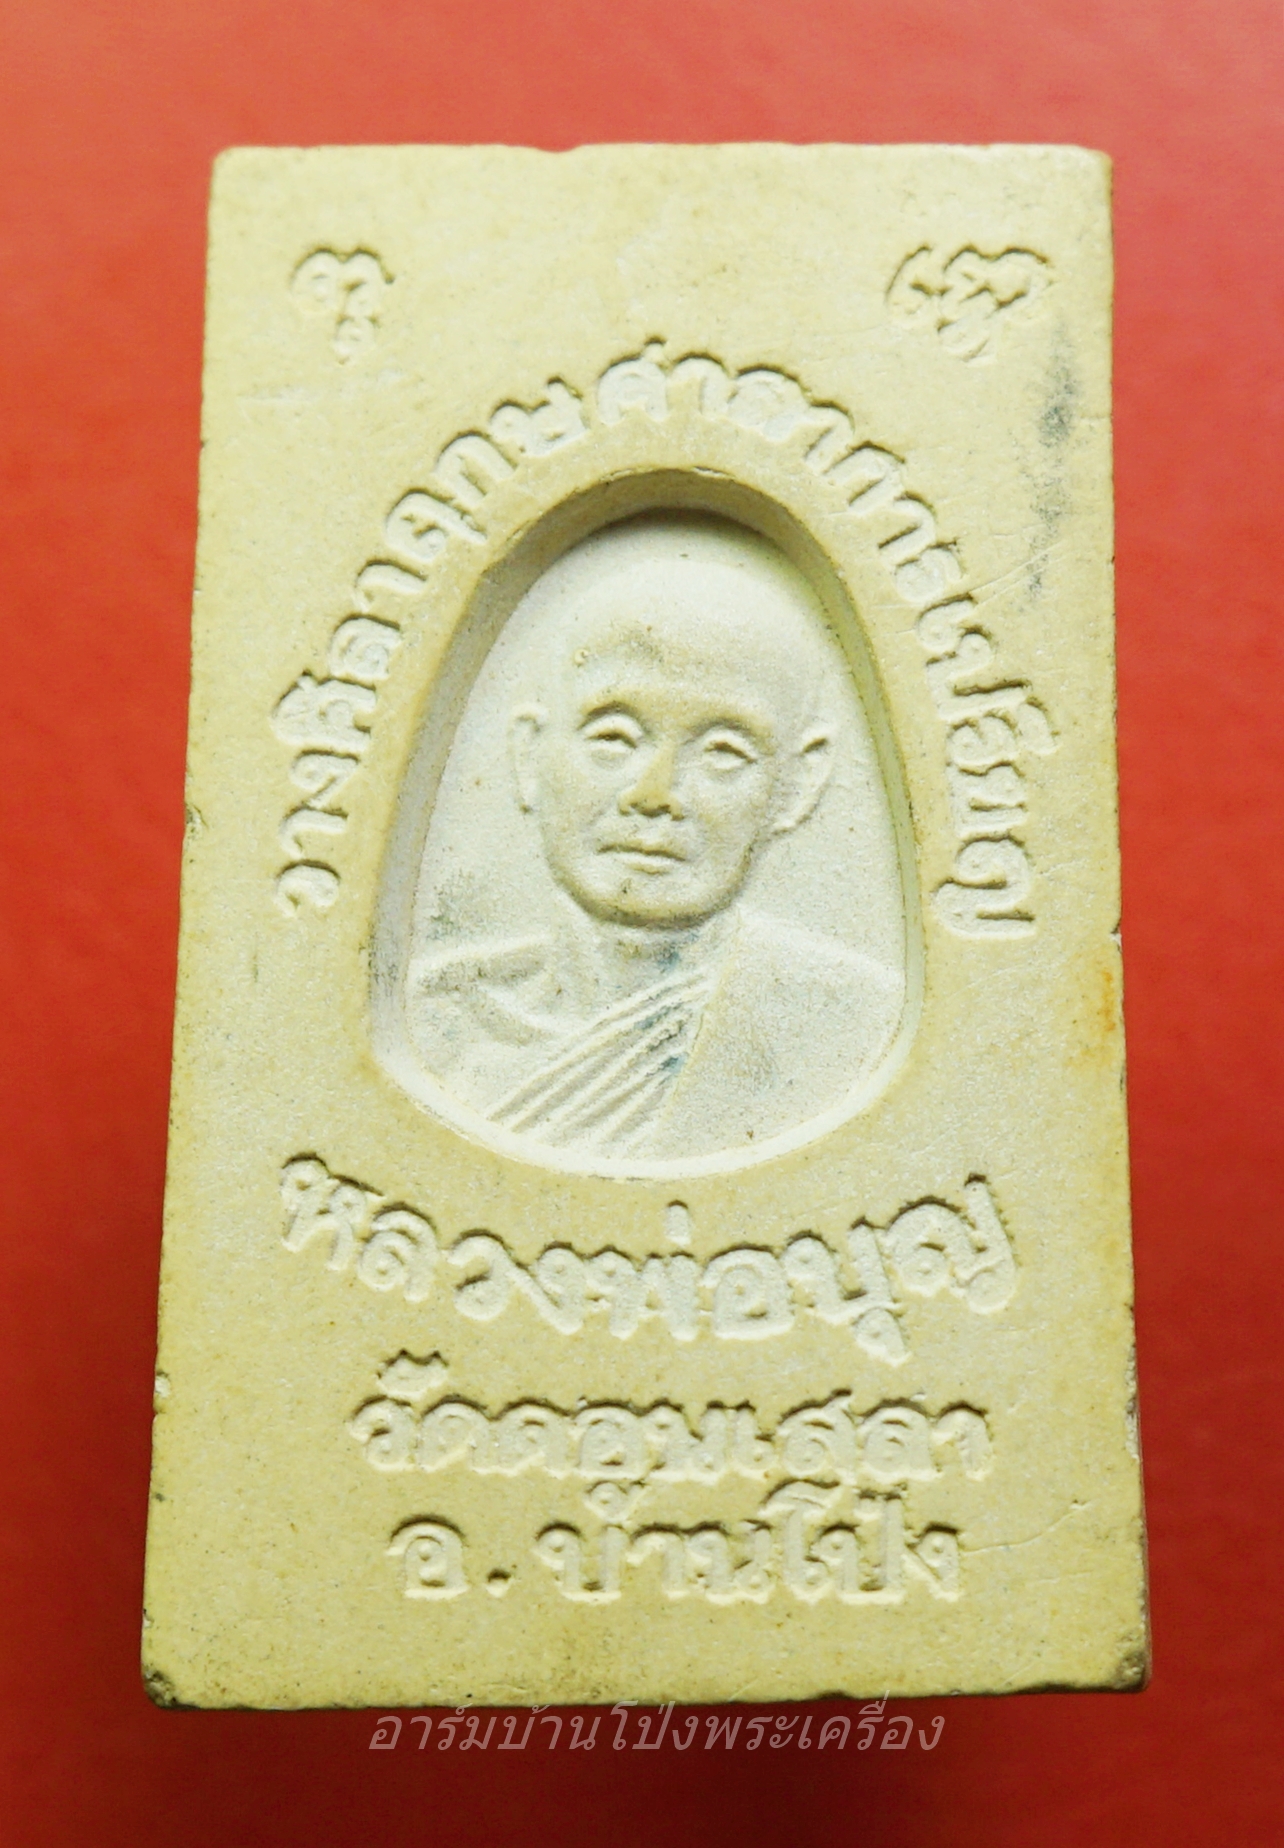 วางศิลาฤกษ์ศาลาการเปรียญ
หลวงพ่อบุญ
วัดดอนเสลา
อ. บ้านโป่ง
อาร์มบ้านโป่งพระเครื่อง